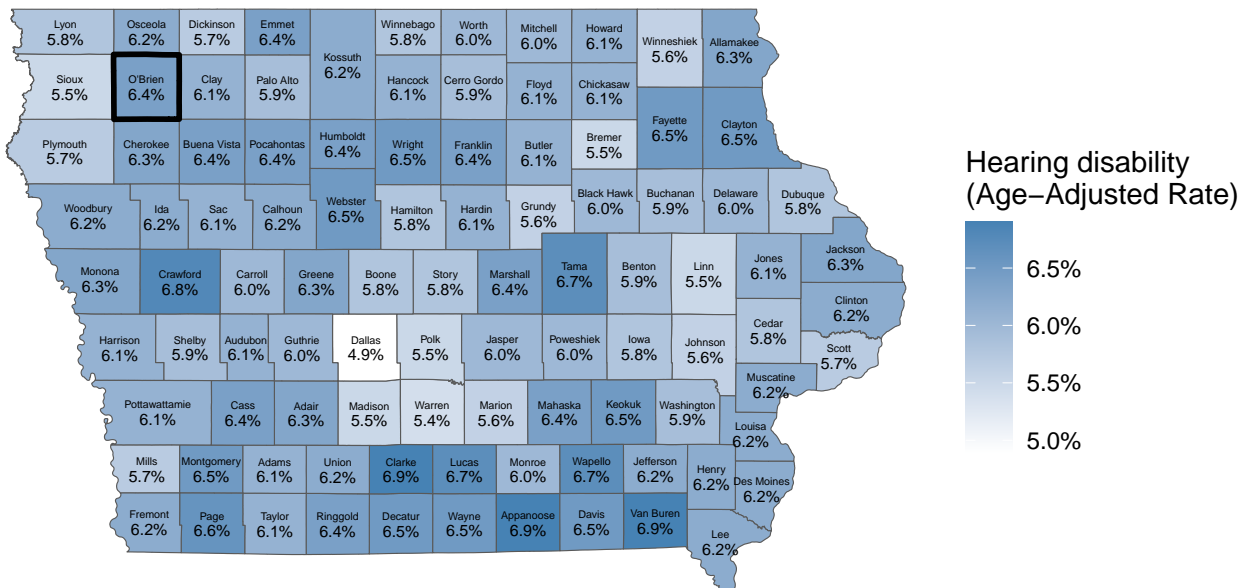 Lyon
5.8%
Osceola
6.2%
Dickinson
5.7%
Emmet
6.4%
Kossuth
6.2%
Winnebago
5.8%
Worth
6.0%
Mitchell
6.0%
Howard
6.1%
Winneshiek
5.6%
Allamakee
6.3%
Sioux
5.5%
O'Brien
6.4%
Clay
6.1%
Palo Alto
5.9%
Hancock
6.1%
Cerro Gordo
5.9%
Floyd
6.1%
Chickasaw
6.1%
Fayette
6.5%
Clayton
6.5%
Plymouth
5.7%
Cherokee
6.3%
Buena Vista
6.4%
Pocahontas
6.4%
Humboldt
6.4%
Wright
6.5%
Franklin
6.4%
Butler
6.1%
Bremer
5.5%
Woodbury
6.2%
Ida
6.2%
Sac
6.1%
Calhoun
6.2%
Webster
6.5%
Hamilton
5.8%
Hardin
6.1%
Grundy
5.6%
Black Hawk
6.0%
Buchanan
5.9%
Delaware
6.0%
Dubuque
5.8%
Monona
6.3%
Crawford
6.8%
Carroll
6.0%
Greene
6.3%
Boone
5.8%
Story
5.8%
Marshall
6.4%
Tama
6.7%
Benton
5.9%
Linn
5.5%
Jones
6.1%
Jackson
6.3%
Clinton
6.2%
Harrison
6.1%
Shelby
5.9%
Audubon
6.1%
Guthrie
6.0%
Dallas
4.9%
Polk
5.5%
Jasper
6.0%
Poweshiek
6.0%
Iowa
5.8%
Johnson
5.6%
Cedar
5.8%
Scott
5.7%
Muscatine
6.2%
Pottawattamie
6.1%
Cass
6.4%
Adair
6.3%
Madison
5.5%
Warren
5.4%
Marion
5.6%
Mahaska
6.4%
Keokuk
6.5%
Washington
5.9%
Louisa
6.2%
Mills
5.7%
Montgomery
6.5%
Adams
6.1%
Union
6.2%
Clarke
6.9%
Lucas
6.7%
Monroe
6.0%
Wapello
6.7%
Jefferson
6.2%
Henry
6.2%
Des Moines
6.2%
Fremont
6.2%
Page
6.6%
Taylor
6.1%
Ringgold
6.4%
Decatur
6.5%
Wayne
6.5%
Appanoose
6.9%
Davis
6.5%
Van Buren
6.9%
Lee
6.2%
Hearing disability
(Age−Adjusted Rate)
6.5%
6.0%
5.5%
5.0%